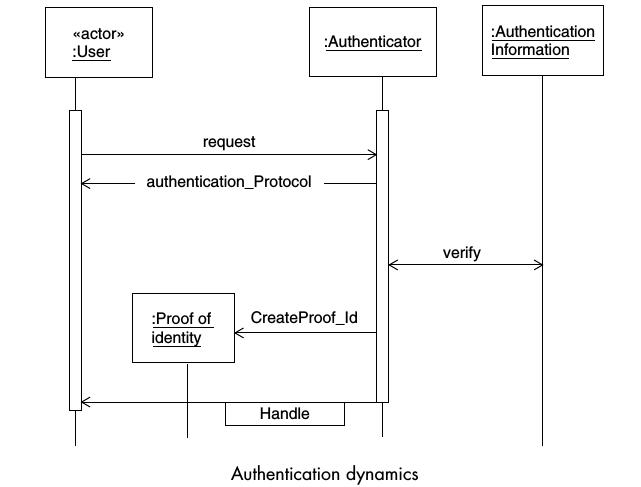 «actor»
:User
:Authenticator
:Authentication
Information
request
authentication_Protocol
verify
:Proof of
identity
CreateProof_Id
Handle
Authentication dynamics